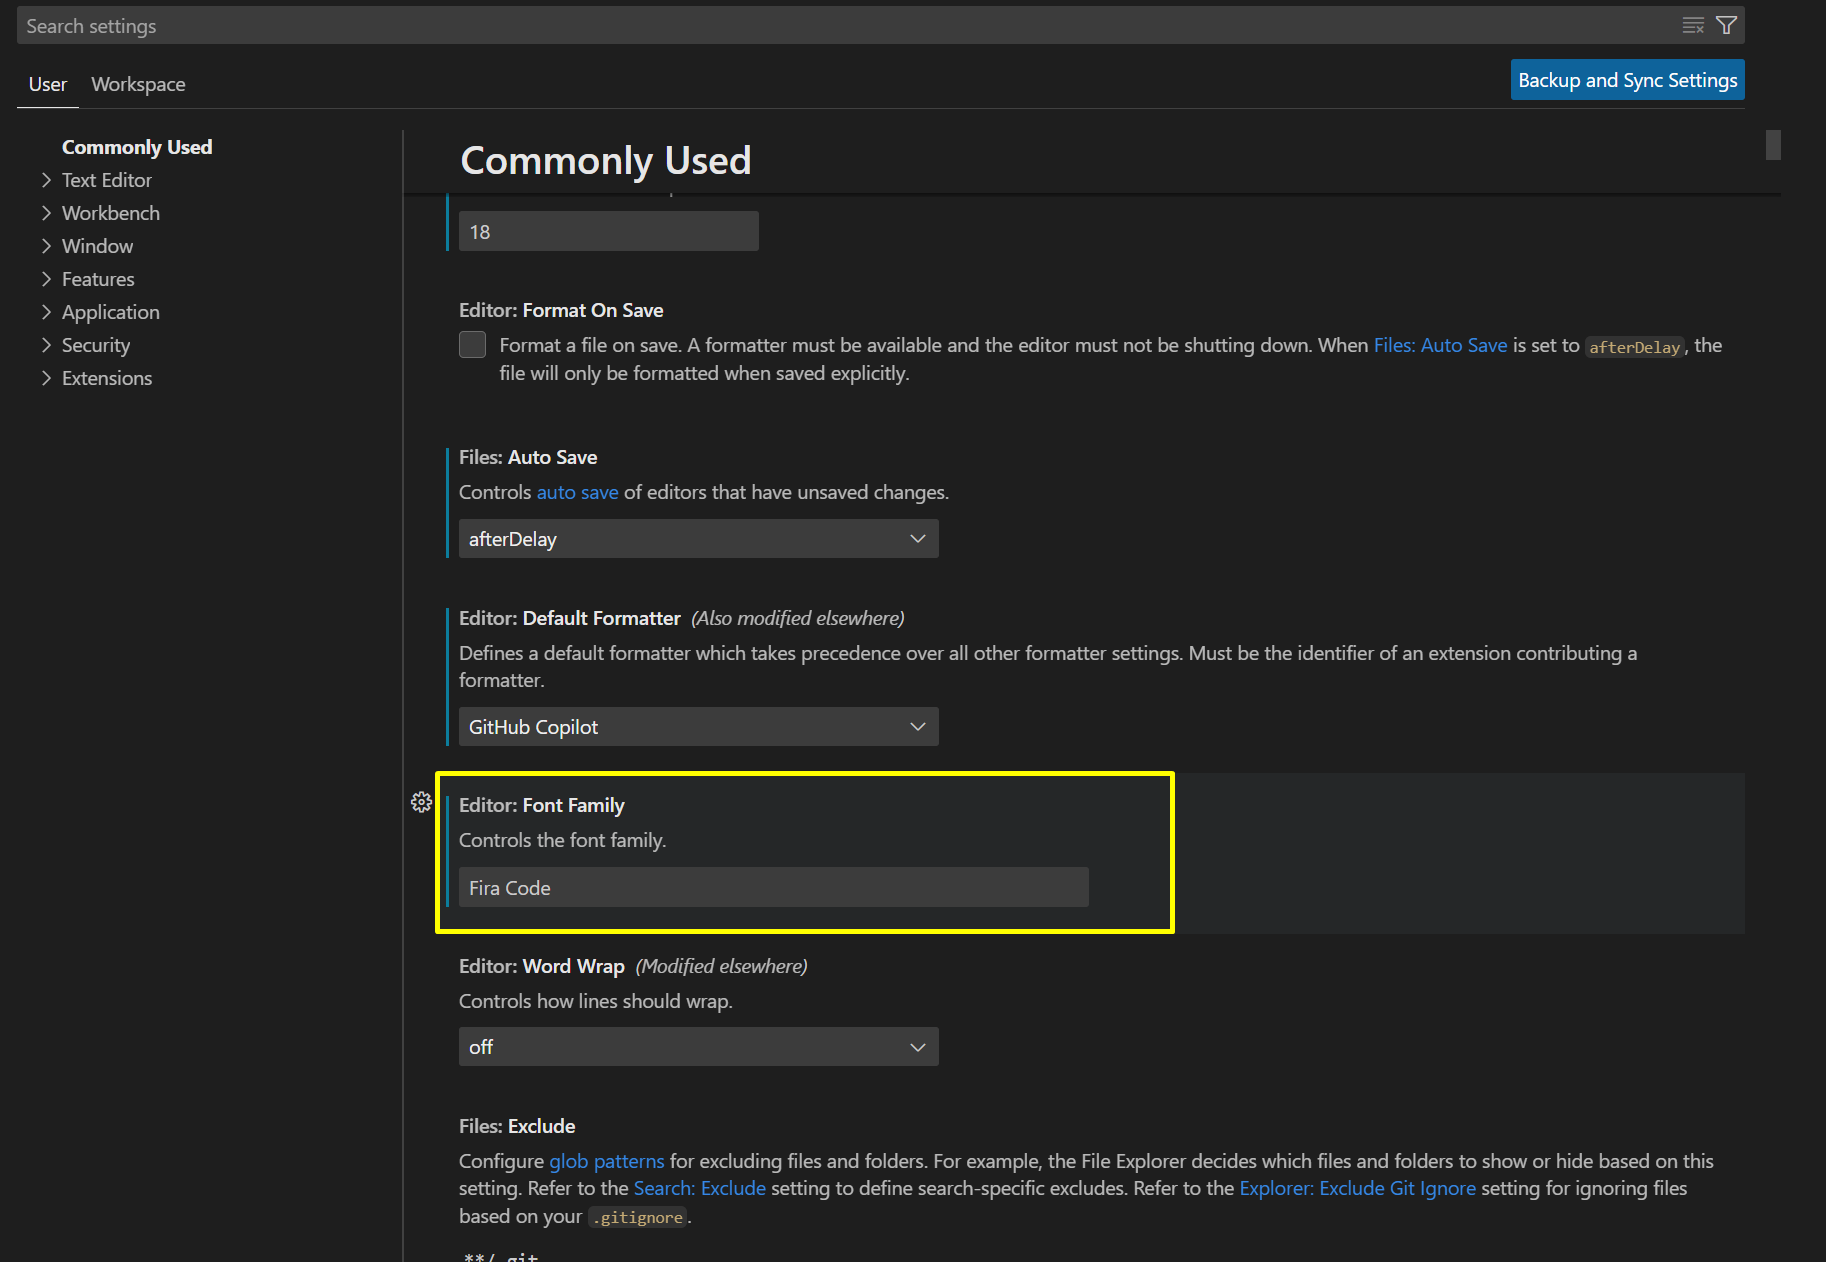 Search settings
User Workspace
Backup and Sync Settings
Commonly Used
Text Editor
Workbench
Window
Features
Application
Security
Extensions
Commonly Used
18
Editor: Format On Save
Format a file on save. A formatter must be available and the editor must not be shutting down. When Files: Auto Save is set to afterDelay, the
file will only be formatted when saved explicitly.
Files: Auto Save
Controls auto save of editors that have unsaved changes.
afterDelay
Editor: Default Formatter (Also modified elsewhere)
Defines a default formatter which takes precedence over all other formatter settings. Must be the identifier of an extension contributing a
formatter.
GitHub Copilot
Editor: Font Family
Controls the font family.
Fira Code
Editor: Word Wrap (Modified elsewhere)
Controls how lines should wrap.
off
Files: Exclude
Configure glob patterns for excluding files and folders. For example, the File Explorer decides which files and folders to show or hide based on this
setting. Refer to the Search: Exclude setting to define search-specific excludes. Refer to the Explorer: Exclude Git Ignore setting for ignoring files
based on your .gitignore.